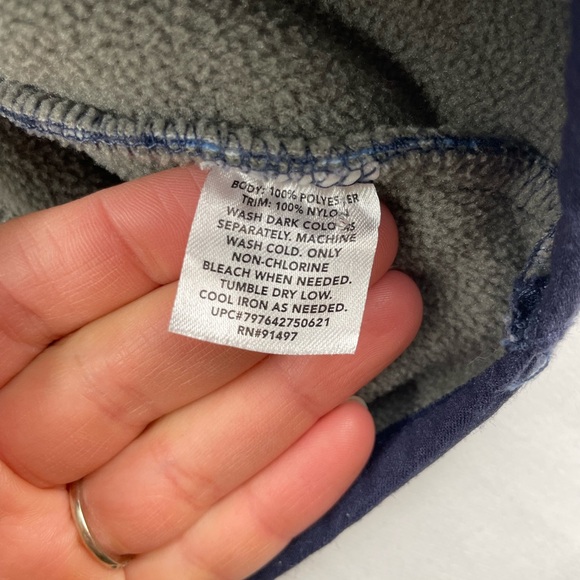 BODY: 100% POLYESTER
TRIM: 100% NYLON
WASH DARK COLORS
SEPARATELY. MACHINE
WASH COLD. ONLY
NON-CHLORINE
BLEACH WHEN NEEDED.
TUMBLE DRY LOW.
COOL IRON AS NEEDED.
UPC#797642750621
RN#91497